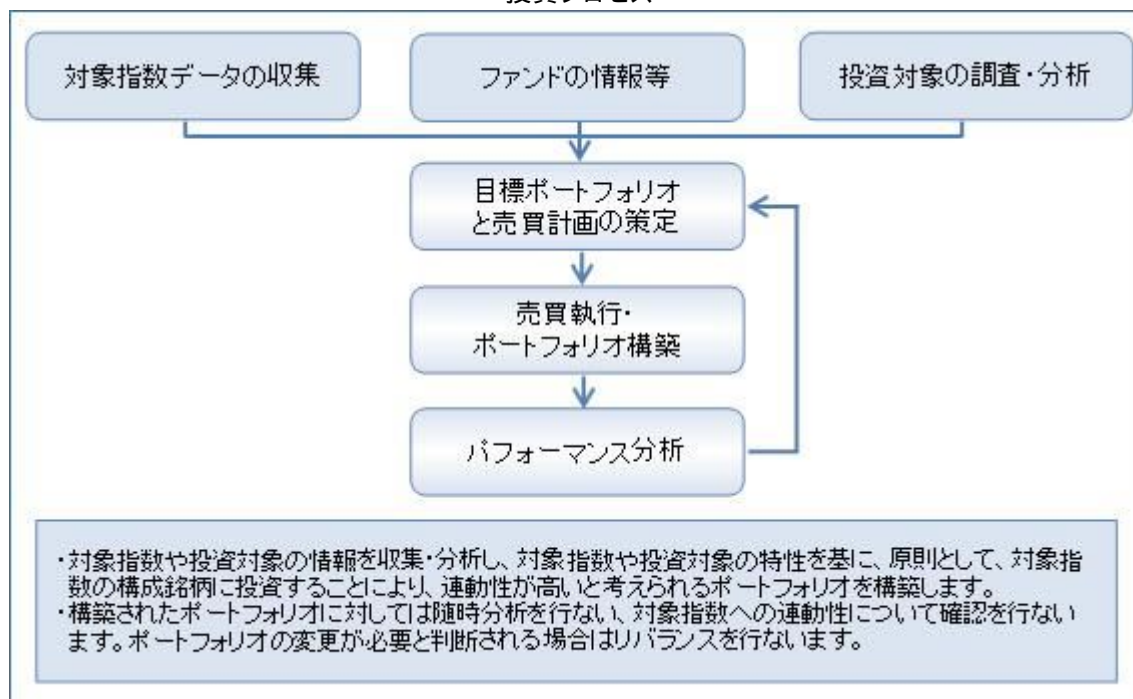 対象指数データの収集
ファンドの情報等
投資対象の調査・分析
目標ポートフォリオ
と売買計画の策定
売買執行・
ポートフォリオ構築
パフォーマンス分析
・対象指数や投資対象の情報を収集・分析し、対象指数や投資対象の特性を基に、原則として、対象指
数の構成銘柄に投資することにより、連動性が高いと考えられるポートフォリオを構築します。
・構築されたポートフォリオに対しては随時分析を行ない、対象指数への連動性について確認を行ないま
す。ポートフォリオの変更が必要と判断される場合はリバランスを行ないます。